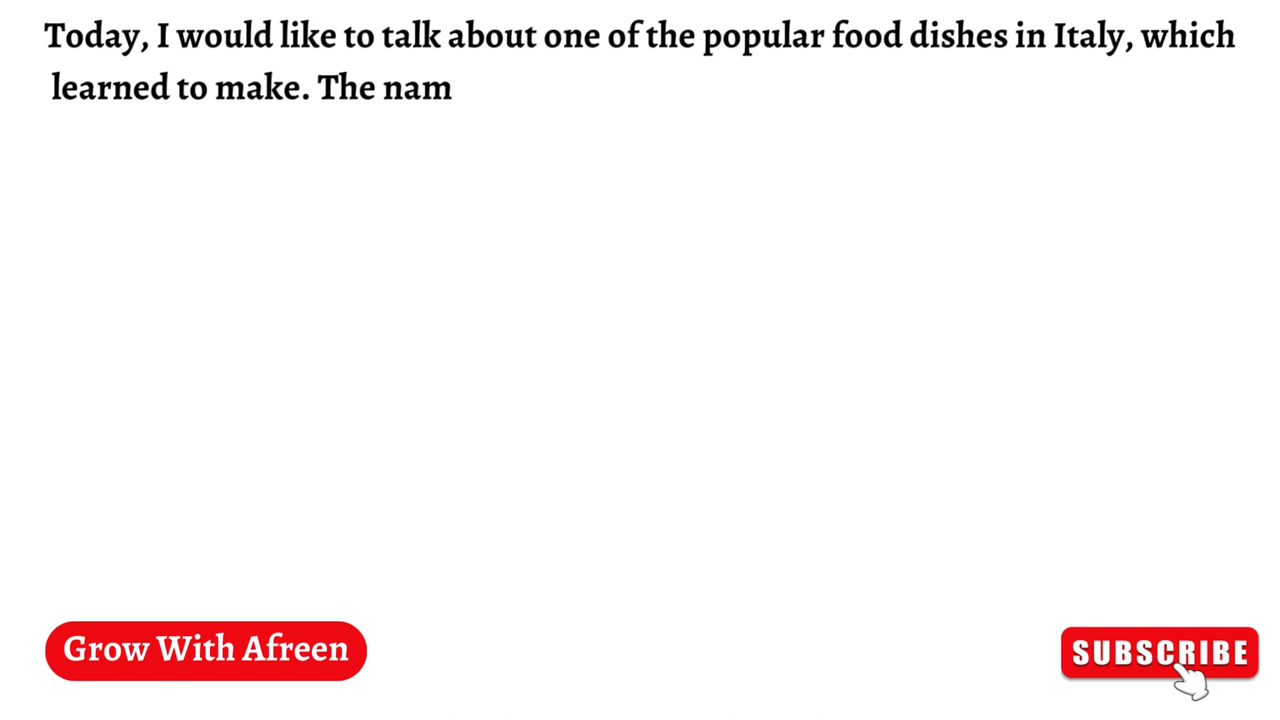 Today, I would like to talk about one of the popular food dishes in Italy, which
learned to make. The nam
Grow With Afreen
SUBSCRIBE